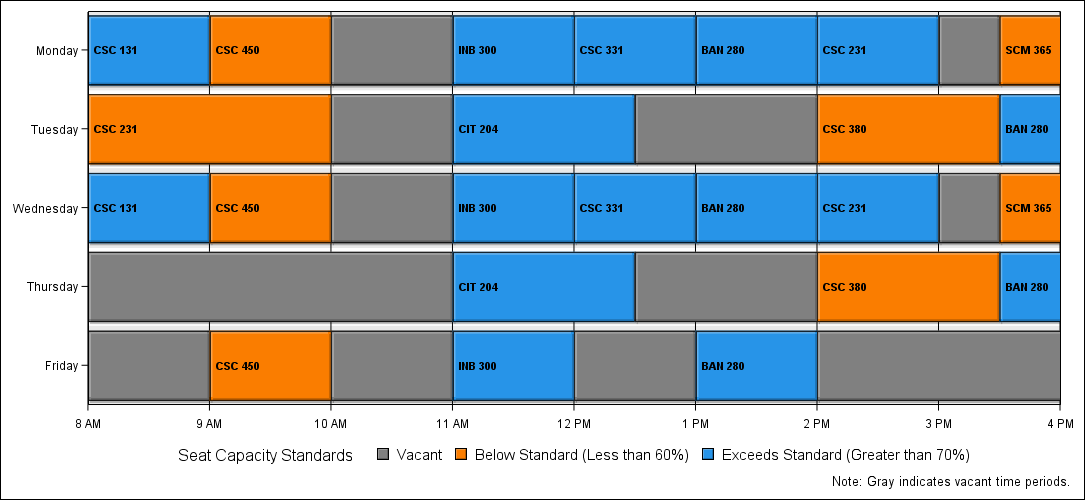 Monday CSC 131 CSC 450 INB 300 CSC 331 BAN 280 CSC 231 SCM 365
Tuesday CSC 231 CIT 204 CSC 380 BAN 280
Wednesday CSC 131 CSC 450 INB 300 CSC 331 BAN 280 CSC 231 SCM 365
Thursday CIT 204 CSC 380 BAN 280
Friday CSC 450 INB 300 BAN 280
8 AM 9 AM 10 AM 11 AM 12 PM 1 PM 2 PM 3 PM 4 PM
Seat Capacity Standards Vacant Below Standard (Less than 60%) Exceeds Standard (Greater than 70%)
Note: Gray indicates vacant time periods.